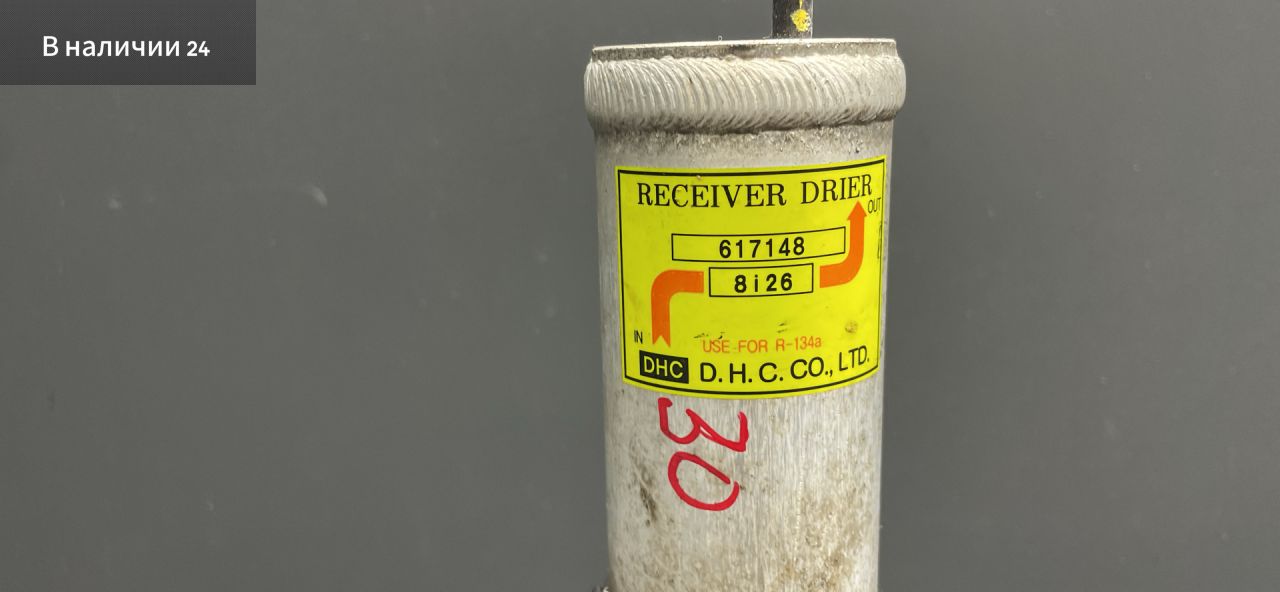 В наличии 24
RECEIVER DRIER
OUT
617148
8i26
IN
USE FOR R-134a
DHC D.H.C. CO., LTD.
30